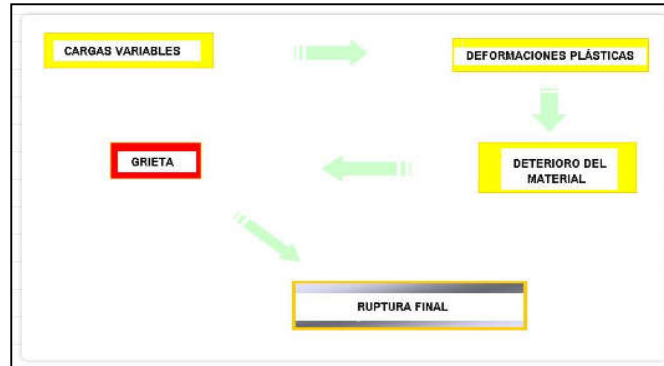 CARGAS VARIABLES
DEFORMACIONES PLÁSTICAS
DETERIORO DEL
MATERIAL
GRIETA
RUPTURA FINAL